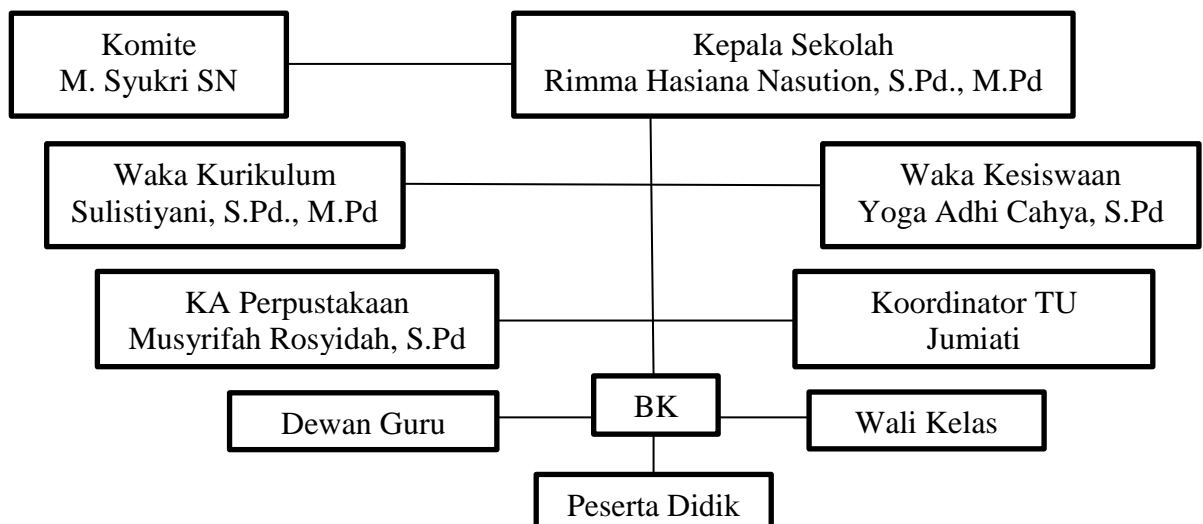 Komite
M. Syukri SN
Kepala Sekolah
Rimma Hasiana Nasution, S.Pd., M.Pd
Waka Kurikulum
Sulistiyani, S.Pd., M.Pd
Waka Kesiswaan
Yoga Adhi Cahya, S.Pd
KA Perpustakaan
Musyrifah Rosyidah, S.Pd
Koordinator TU
Jumiati
BK
Dewan Guru
Wali Kelas
Peserta Didik